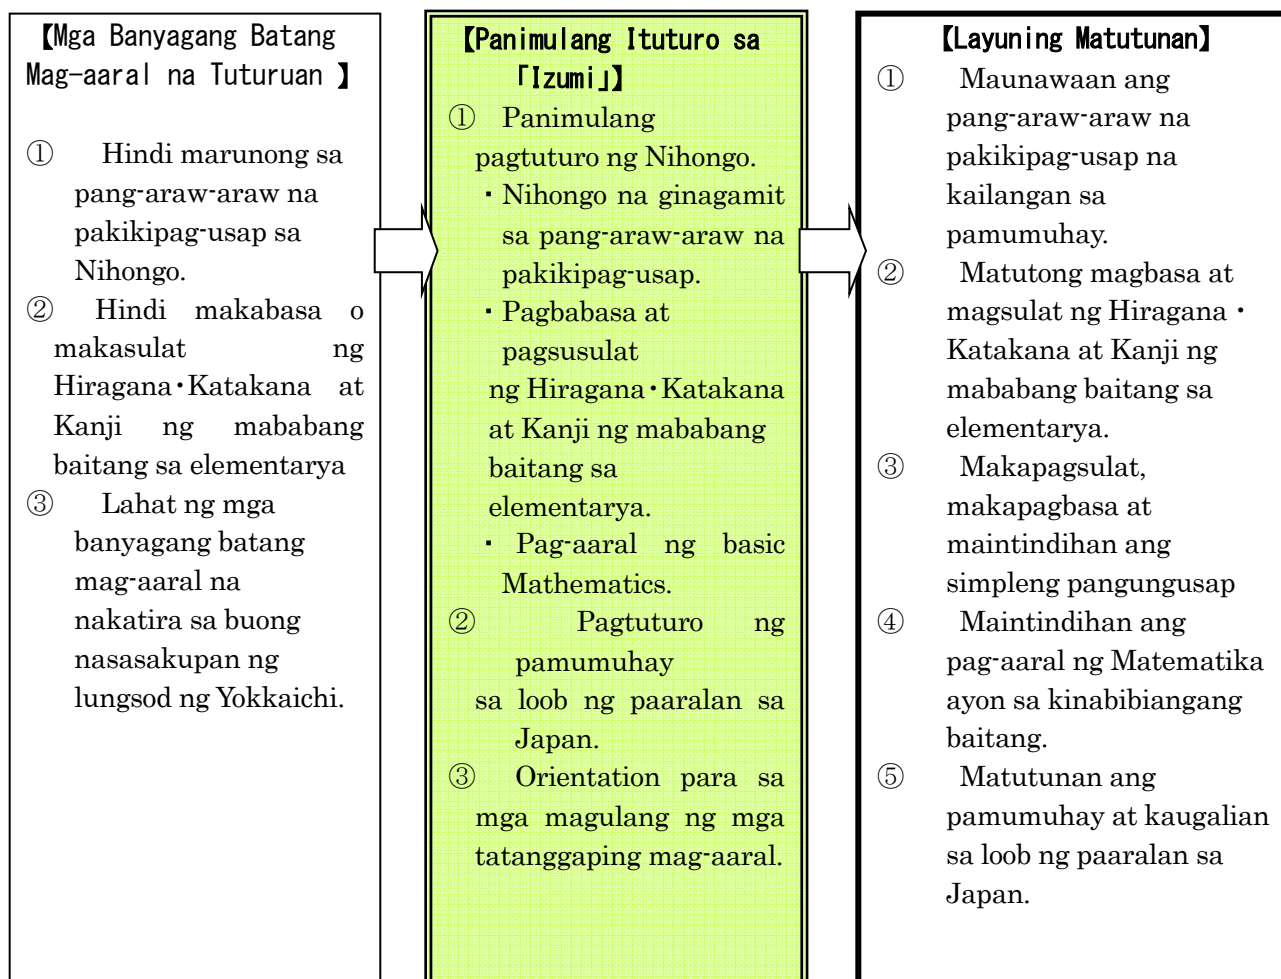 【Mga Banyagang Batang
Mag-aaral na Tuturuan 】
① Hindi marunong sa
pang-araw-araw na
pakikipag-usap sa
Nihongo.
② Hindi makabasa o
makasulat ng
Hiragana・Katakana at
Kanji ng mababang
baitang sa elementarya
③ Lahat ng mga
banyagang batang
mag-aaral na
nakatira sa buong
nasasakupan ng
lungsod ng Yokkaichi.
【Panimulang Ituturo sa
「Izumi」】
① Panimulang
pagtuturo ng Nihongo.
・Nihongo na ginagamit
sa pang-araw-araw na
pakikipag-usap.
・Pagbabasa at
pagsusulat
ng Hiragana・Katakana
at Kanji ng mababang
baitang sa
elementarya.
・ Pag-aaral ng basic
Mathematics.
② Pagtuturo ng
pamumuhay
sa loob ng paaralan sa
Japan.
③ Orientation para sa
mga magulang ng mga
tatanggaping mag-aaral.
【Layuning Matutunan】
① Maunawaan ang
pang-araw-araw na
pakikipag-usap na
kailangan sa
pamumuhay.
② Matutong magbasa at
magsulat ng Hiragana・
Katakana at Kanji ng
mababang baitang sa
elementarya.
③ Makapagsulat,
makapagbasa at
maintindihan ang
simpleng pangungusap
④ Maintindihan ang
pag-aaral ng Matematika
ayon sa kinabibiangang
baitang.
⑤ Matutunan ang
pamumuhay at kaugalian
sa loob ng paaralan sa
Japan.